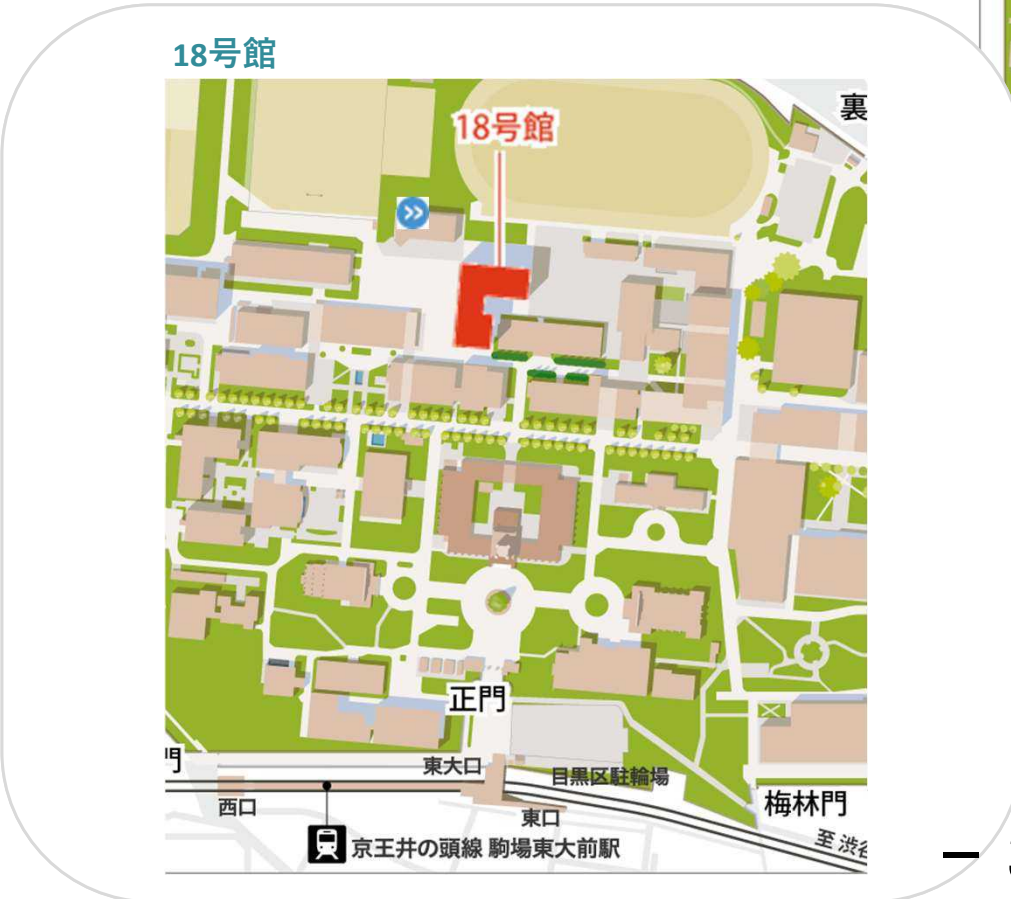 18号館
裏
18号館
正門
門
東大口
目黒区駐輪場
西口
東口
梅林門
京王井の頭線 駒場東大前駅
至 渋谷